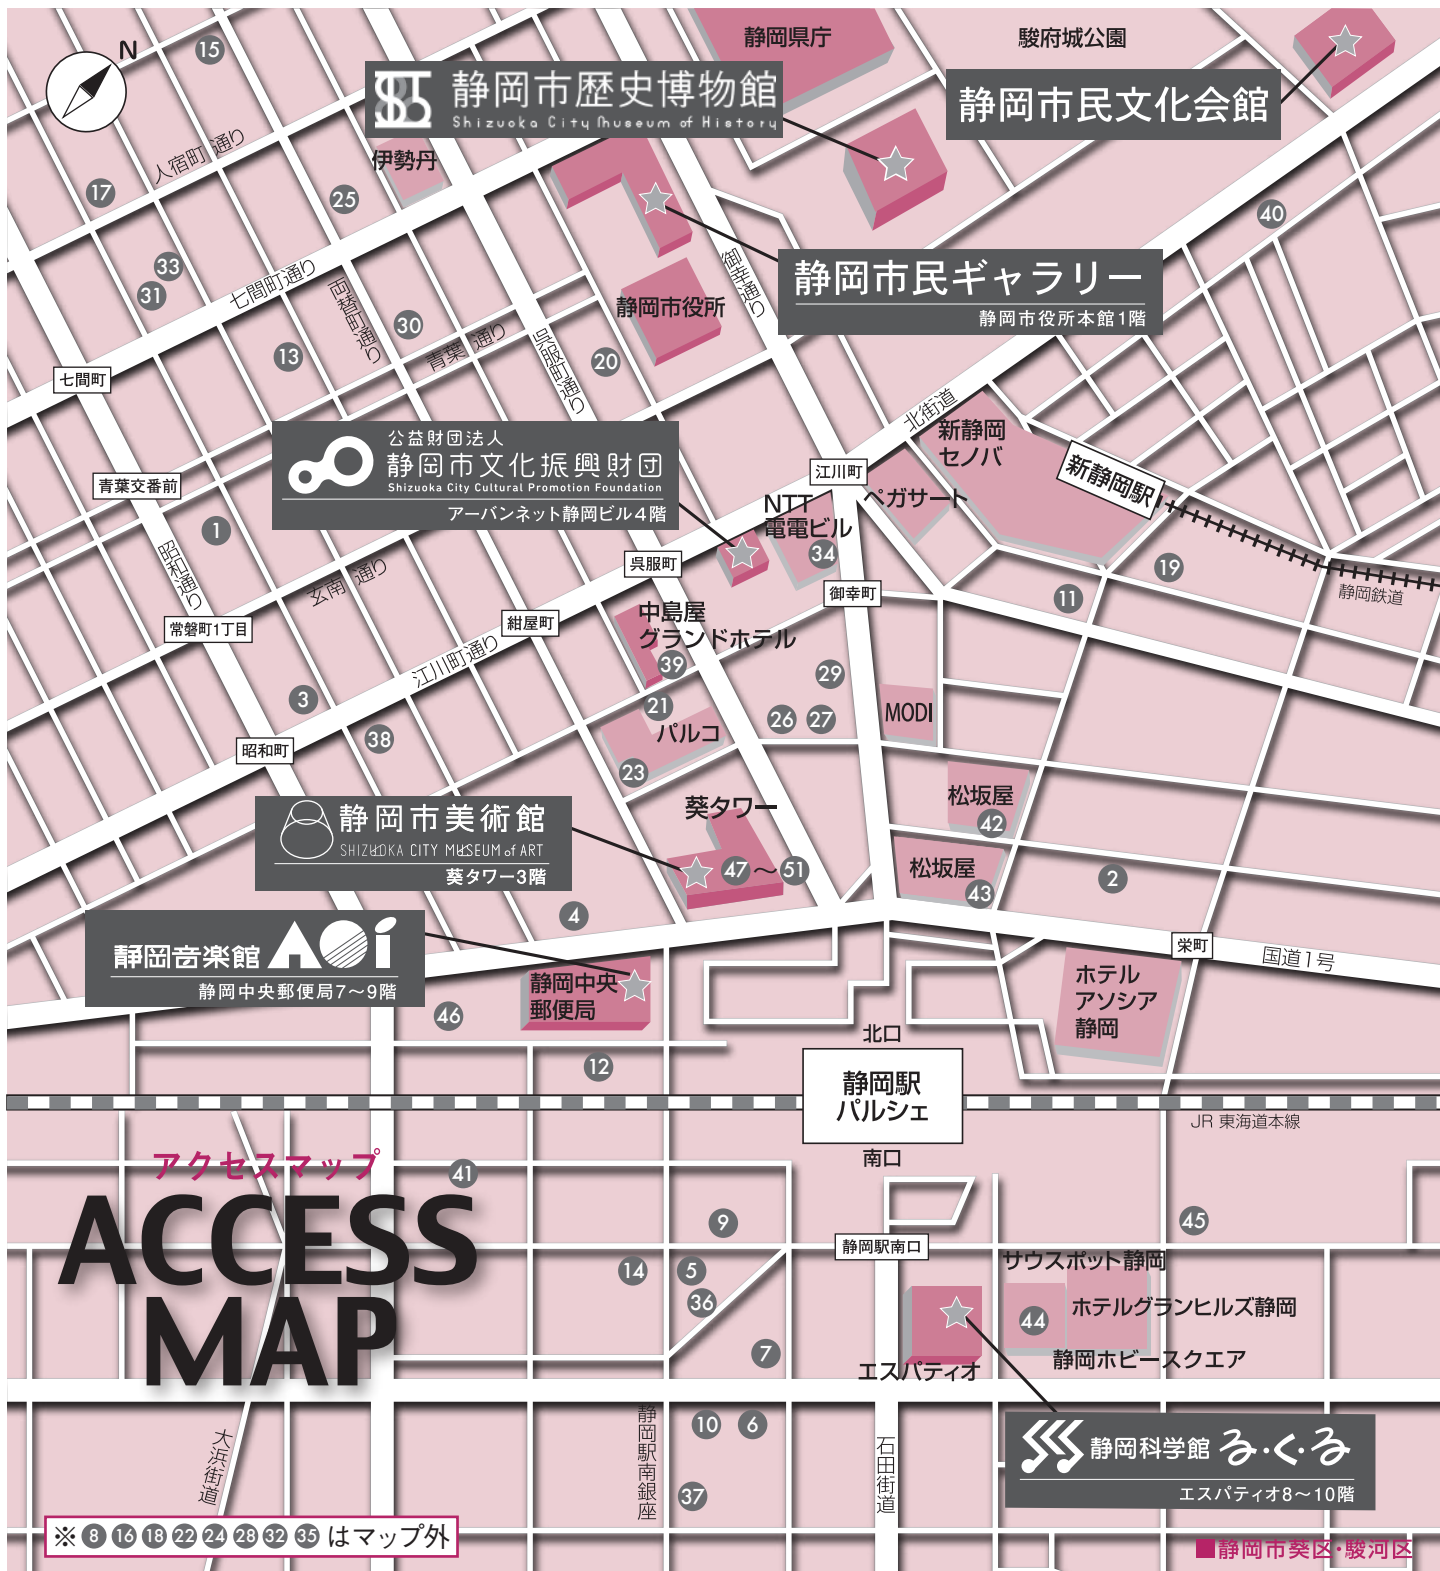 N
15
静岡県庁
駿府城公園
静岡市歴史博物館
Shizuoka City Museum of History
静岡市民文化会館
人宿町通り
伊勢丹
17
25
40
33
31
七間町通り
両替町通り
30
御幸通り
静岡市民ギャラリー
静岡市役所本館1階
静岡市役所
13
青葉通り
呉服町通り
20
七間町
北街道
公益財団法人
静岡市文化振興財団
Shizuoka City Cultural Promotion Foundation
アーバンネット静岡ビル4階
新静岡
セノバ
新静岡駅
江川町
青葉交番前
ペガサート
NTT
電電ビル
34
1
昭和通り
玄南通り
呉服町
御幸町
19
11
静岡鉄道
常磐町1丁目
紺屋町
中島屋
グランドホテル
39
江川町通り
29
3
21
26
27
MODI
38
パルコ
昭和町
23
静岡市美術館
SHIZUOKA CITY MUSEUM of ART
葵タワー3階
葵タワー
47～51
松坂屋
42
松坂屋
43
2
4
静岡音楽館 AOi
静岡中央郵便局7～9階
栄町
国道1号
静岡中央
郵便局
ホテル
アソシア
静岡
46
北口
12
静岡駅
パルシェ
JR 東海道本線
南口
アクセスマップ
ACCESS
MAP
41
9
45
静岡駅南口
14
5
サウスポット静岡
36
44
ホテルグランヒルズ静岡
7
エスパティオ
静岡ホビースクエア
10
6
静岡駅南銀座
石田街道
大浜街道
静岡科学館 る・く・る
エスパティオ8～10階
37
※ 8 16 18 22 24 28 32 35 はマップ外
■静岡市葵区・駿河区